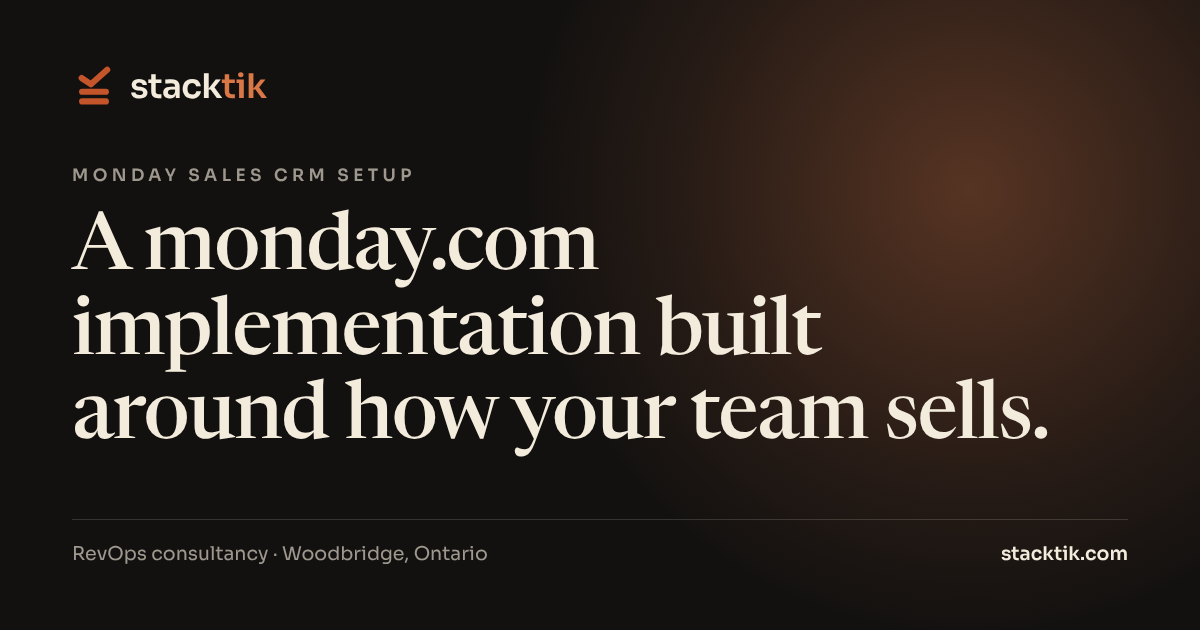 stacktik
MONDAY SALES CRM SETUP
A monday.com
implementation built
around how your team sells.
RevOps consultancy · Woodbridge, Ontario
stacktik.com